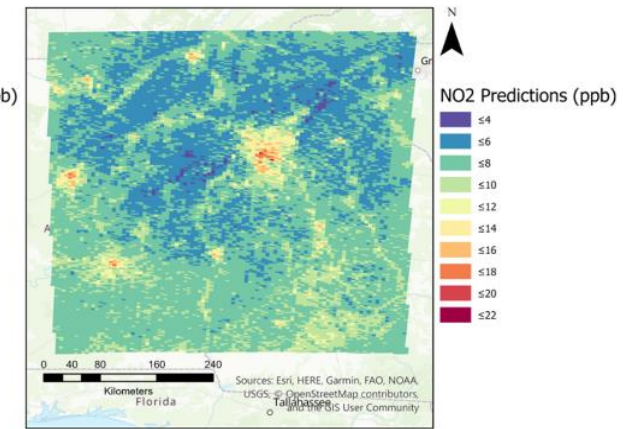 N
Gr
b)
NO2 Predictions (ppb)
≤4
≤6
≤8
≤10
≤12
≤14
≤16
≤18
≤20
≤22
A
0 40 80 160 240
Kilometers
Florida
Tallahassee
Sources: Esri, HERE, Garmin, FAO, NOAA,
USGS, © OpenStreetMap contributors,
and the GIS User Community